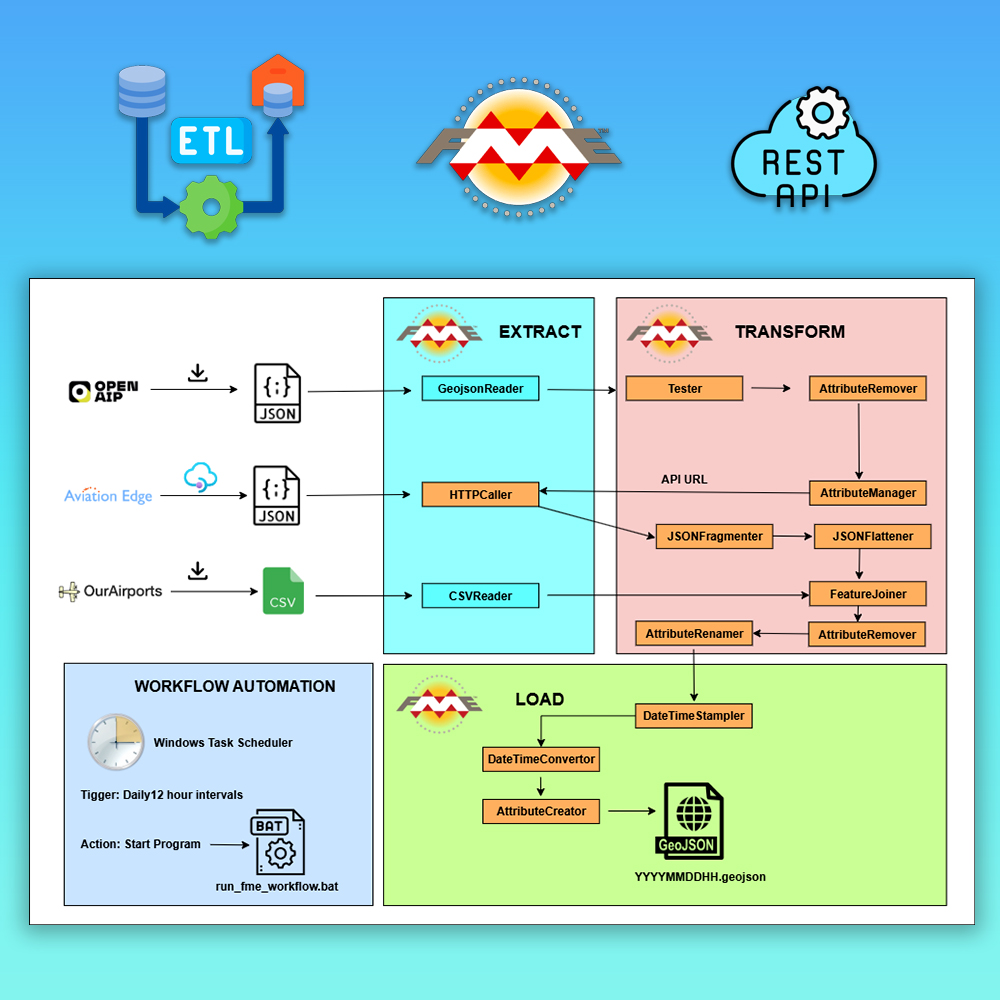 ETL
FME
TM
REST
API
FME
EXTRACT
FME
TRANSFORM
OPEN
AIP
{;}
JSON
GeojsonReader
Tester
AttributeRemover
Aviation Edge
{;}
JSON
HTTPCaller
API URL
AttributeManager
JSONFragmenter
JSONFlattener
OurAirports
CSV
CSVReader
FeatureJoiner
AttributeRenamer
AttributeRemover
WORKFLOW AUTOMATION
Windows Task Scheduler
Tigger: Daily12 hour intervals
Action: Start Program
BAT
run_fme_workflow.bat
FME
LOAD
DateTimeStampler
DateTimeConvertor
AttributeCreator
GeoJSON
YYYYMMDDHH.geojson